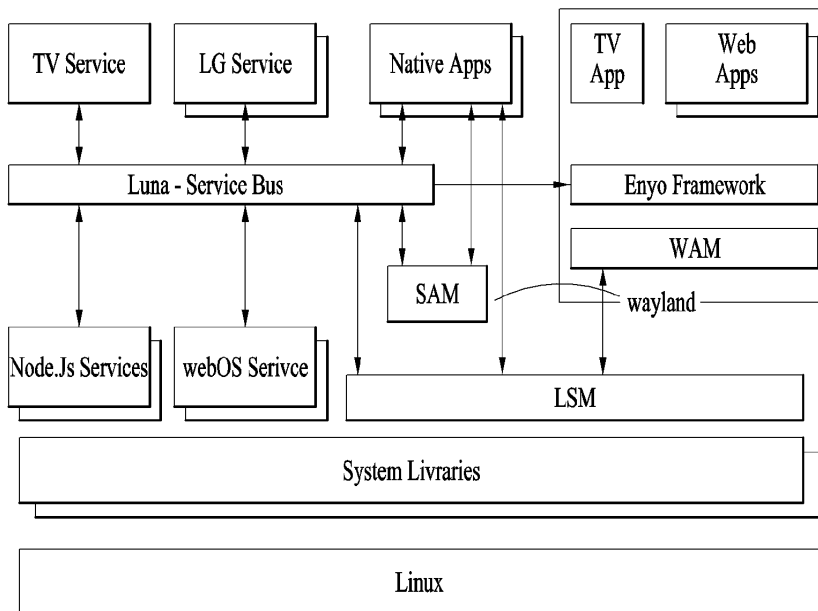 TV Service
LG Service
Native Apps
TV
App
Web
Apps
Luna - Service Bus
Enyo Framework
WAM
SAM
wayland
Node.Js Services
webOS Serivce
LSM
System Livraries
Linux